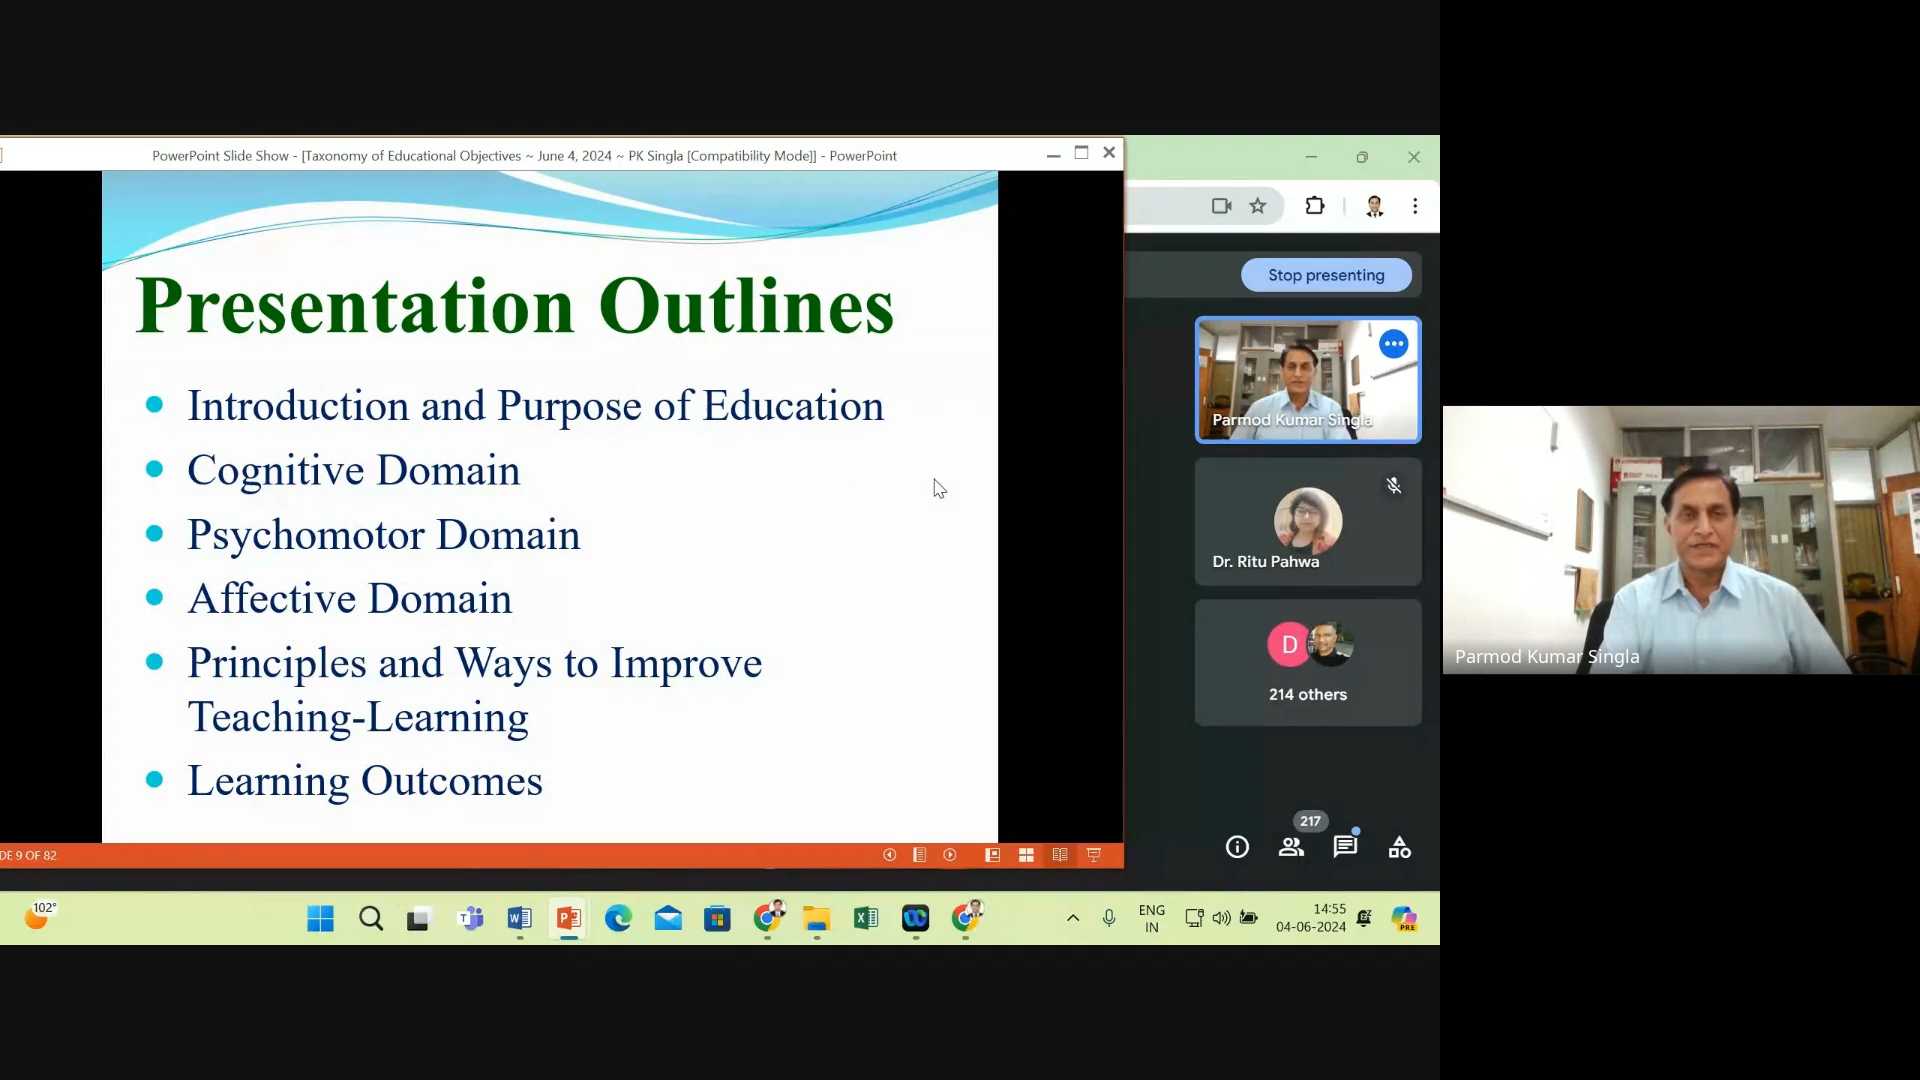 PowerPoint Slide Show - [Taxonomy of Educational Objectives ~ June 4, 2024 ~ PK Singla [Compatibility Mode]] - PowerPoint
Presentation Outlines
Introduction and Purpose of Education
Cognitive Domain
Psychomotor Domain
Affective Domain
Principles and Ways to Improve
Teaching-Learning
Learning Outcomes
DE 9 OF 82
Stop presenting
Parmod Kumar Singla
Dr. Ritu Pahwa
D
214 others
217
Parmod Kumar Singla
102°
ENG
IN
14:55
04-06-2024
PRE